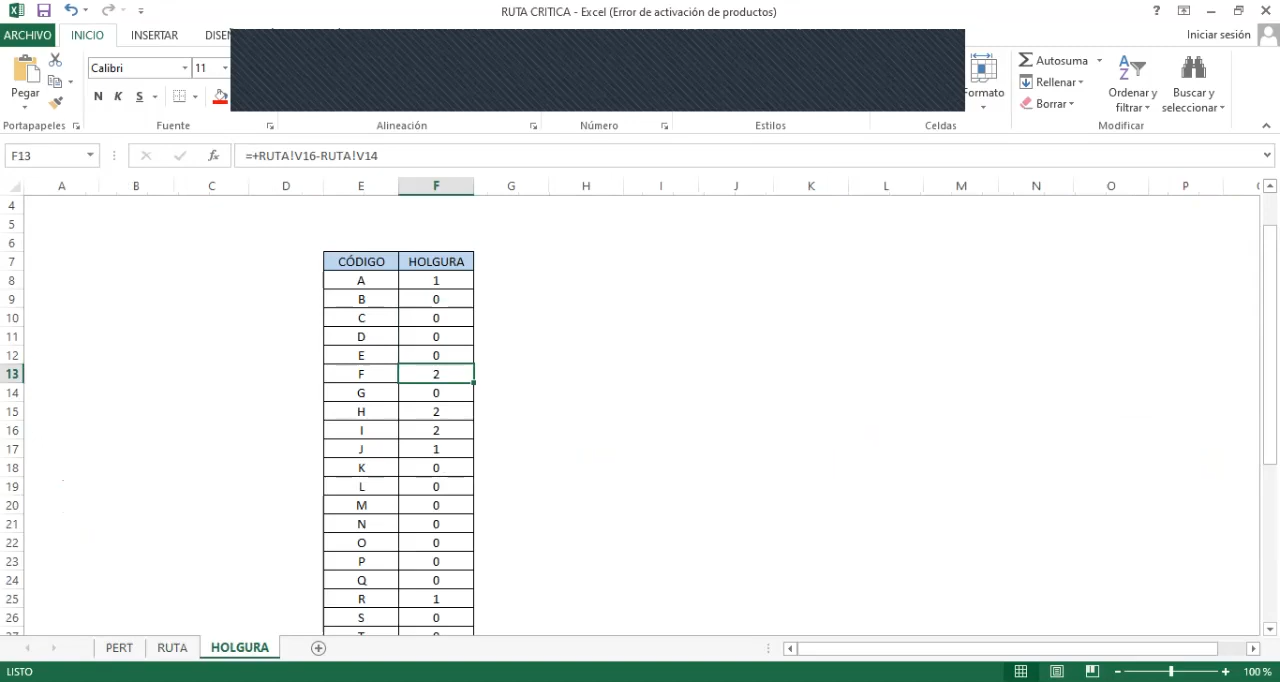 RUTA CRITICA - Excel (Error de activación de productos)
ARCHIVO INICIO INSERTAR Iniciar sesión
Calibri 11
Autosuma
Rellenar
Borrar
Pegar N K S
Ordenar y filtrar
Buscar y seleccionar
Portapapeles Fuente Alineación Número Estilos Celdas Modificar
F13 fx =+RUTA!V16-RUTA!V14
A B C D E F G H I J K L M N O P
4
5
6
7 CÓDIGO HOLGURA
8 A 1
9 B 0
10 C 0
11 D 0
12 E 0
13 F 2
14 G 0
15 H 2
16 I 2
17 J 1
18 K 0
19 L 0
20 M 0
21 N 0
22 O 0
23 P 0
24 Q 0
25 R 1
26 S 0
PERT RUTA HOLGURA
LISTO 100 %